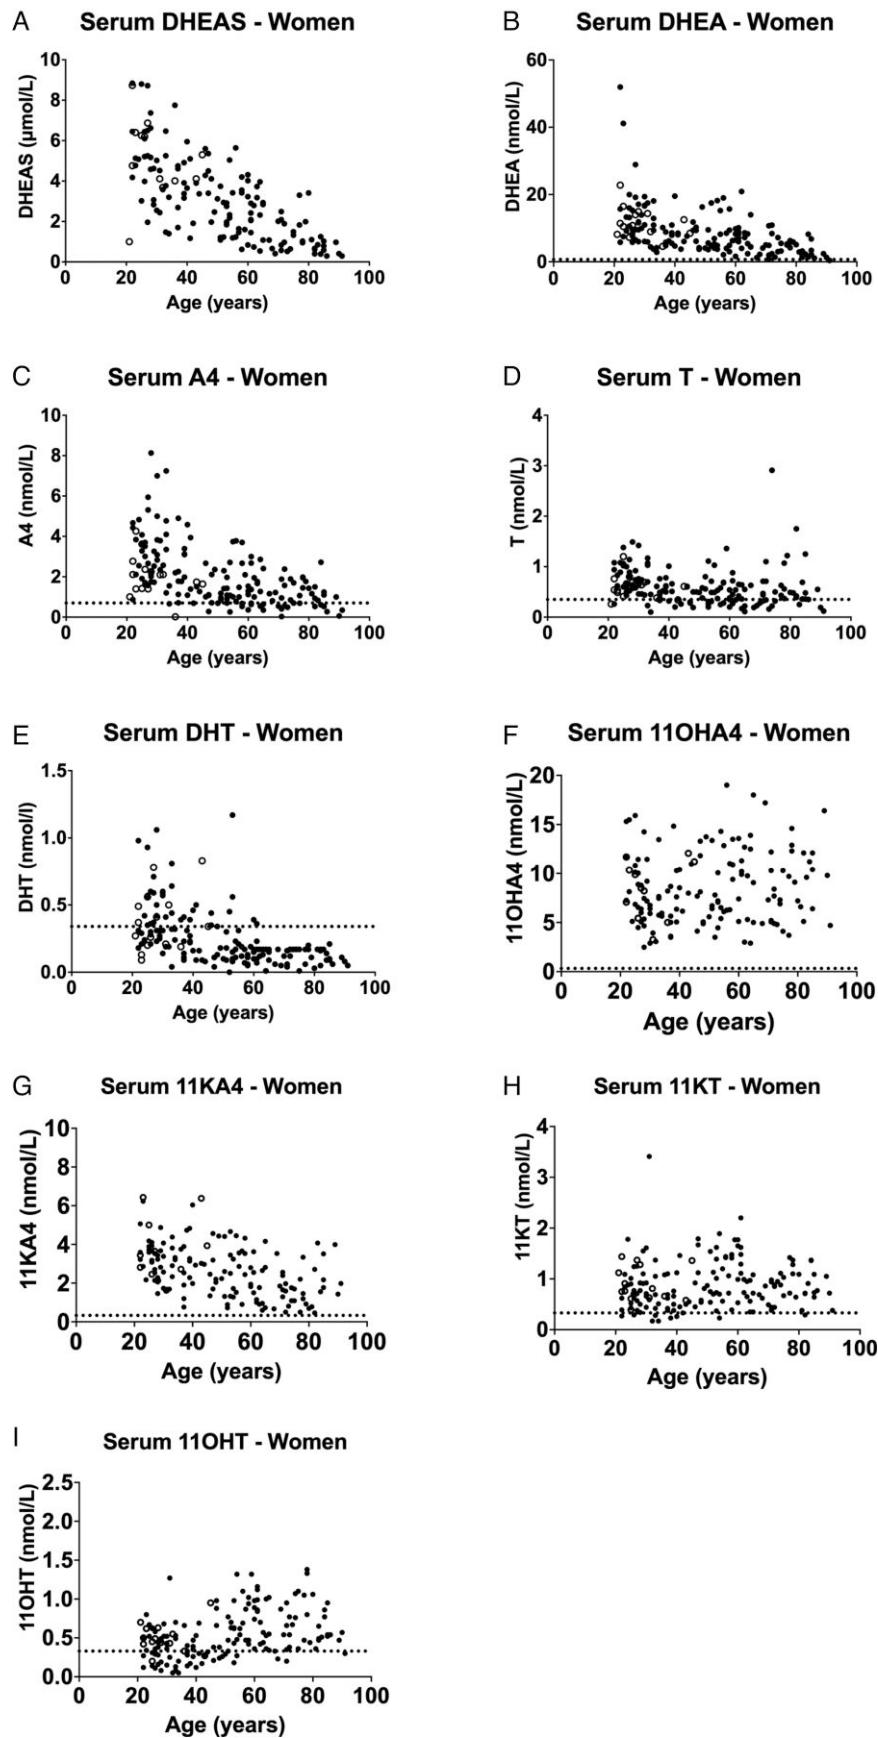 A Serum DHEAS - Women
DHEAS (μmol/L)
10
8
6
4
2
0
0 20 40 60 80 100
Age (years)
B Serum DHEA - Women
DHEA (nmol/L)
60
40
20
0
0 20 40 60 80 100
Age (years)
C Serum A4 - Women
A4 (nmol/L)
10
8
6
4
2
0
0 20 40 60 80 100
Age (years)
D Serum T - Women
T (nmol/L)
4
3
2
1
0
0 20 40 60 80 100
Age (years)
E Serum DHT - Women
DHT (nmol/l)
1.5
1.0
0.5
0.0
0 20 40 60 80 100
Age (years)
F Serum 11OHA4 - Women
11OHA4 (nmol/L)
20
15
10
5
0
0 20 40 60 80 100
Age (years)
G Serum 11KA4 - Women
11KA4 (nmol/L)
10
8
6
4
2
0
0 20 40 60 80 100
Age (years)
H Serum 11KT - Women
11KT (nmol/L)
4
3
2
1
0
0 20 40 60 80 100
Age (years)
I Serum 11OHT - Women
11OHT (nmol/L)
2.5
2.0
1.5
1.0
0.5
0.0
0 20 40 60 80 100
Age (years)